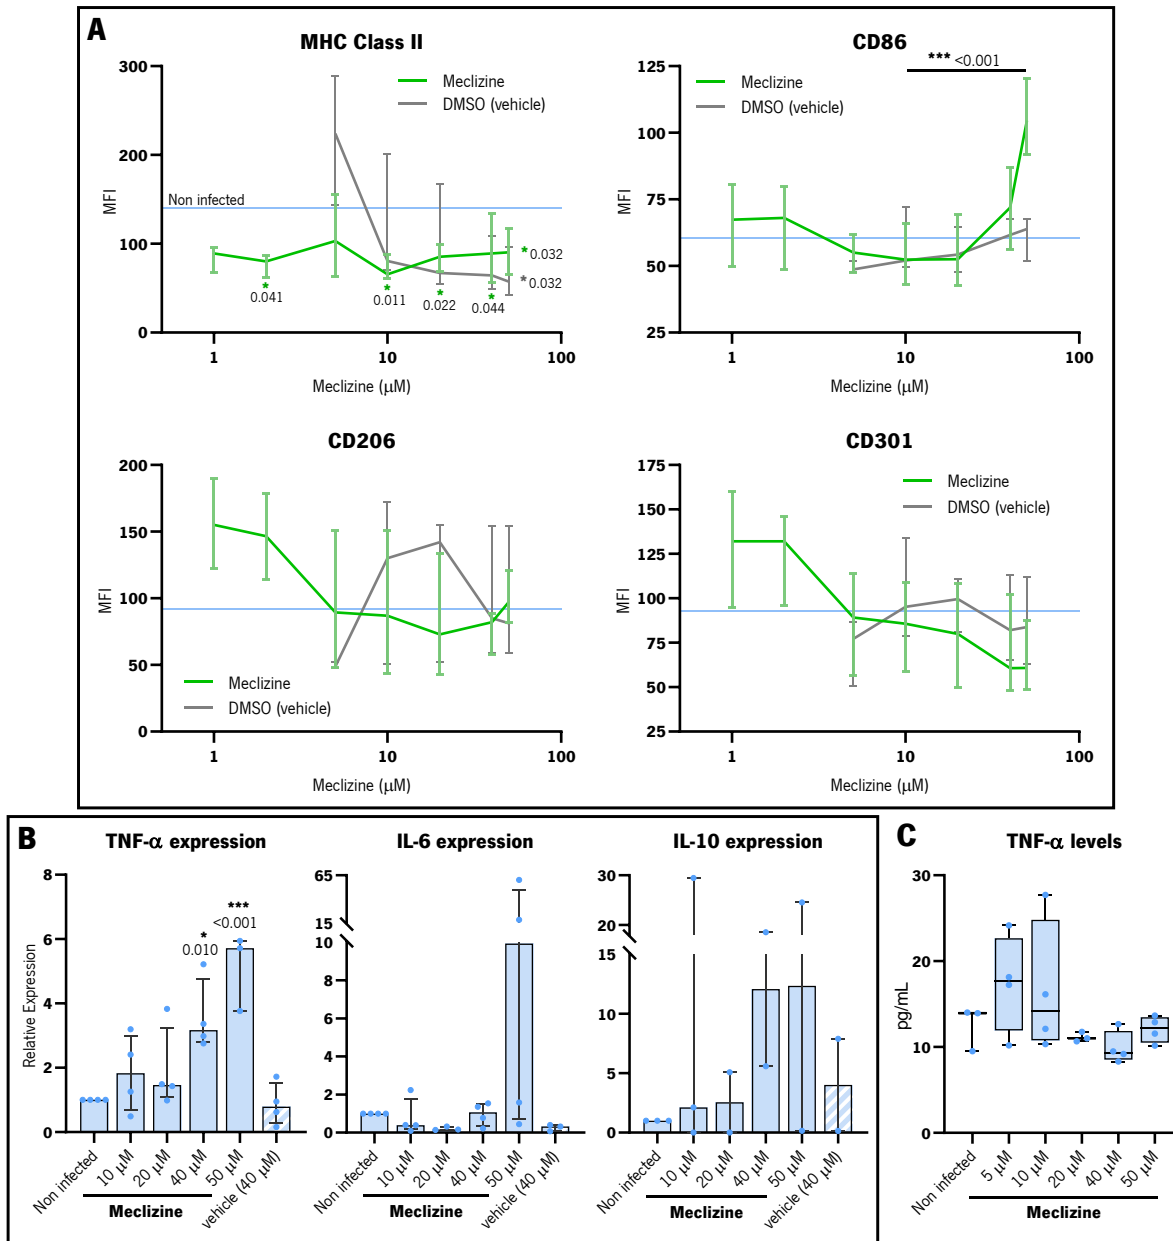 A
MHC Class II
300
200
100
0
MFI
Meclizine
DMSO (vehicle)
Non infected
* 0.032
* 0.032
* * * *
0.041 0.011 0.022 0.044
1 10 100
Meclizine (μM)
CD86
*** <0.001
125
100
75
50
25
MFI
Meclizine
DMSO (vehicle)
1 10 100
Meclizine (μM)
CD206
200
150
100
50
0
MFI
Meclizine
DMSO (vehicle)
1 10 100
Meclizine (μM)
CD301
175
150
125
100
75
50
25
MFI
Meclizine
DMSO (vehicle)
1 10 100
Meclizine (μM)
B
TNF-α expression
8
6
4
2
0
Relative Expression
***
<0.001
*
0.010
Non infected
10 μM
20 μM
40 μM
50 μM
vehicle (40 μM)
Meclizine
IL-6 expression
65
15
10
8
6
4
2
0
Non infected
10 μM
20 μM
40 μM
50 μM
vehicle (40 μM)
Meclizine
IL-10 expression
30
20
15
10
5
0
Non infected
10 μM
20 μM
40 μM
50 μM
vehicle (40 μM)
Meclizine
C
TNF-α levels
30
20
10
0
pg/mL
Non infected
5 μM
10 μM
20 μM
40 μM
50 μM
Meclizine